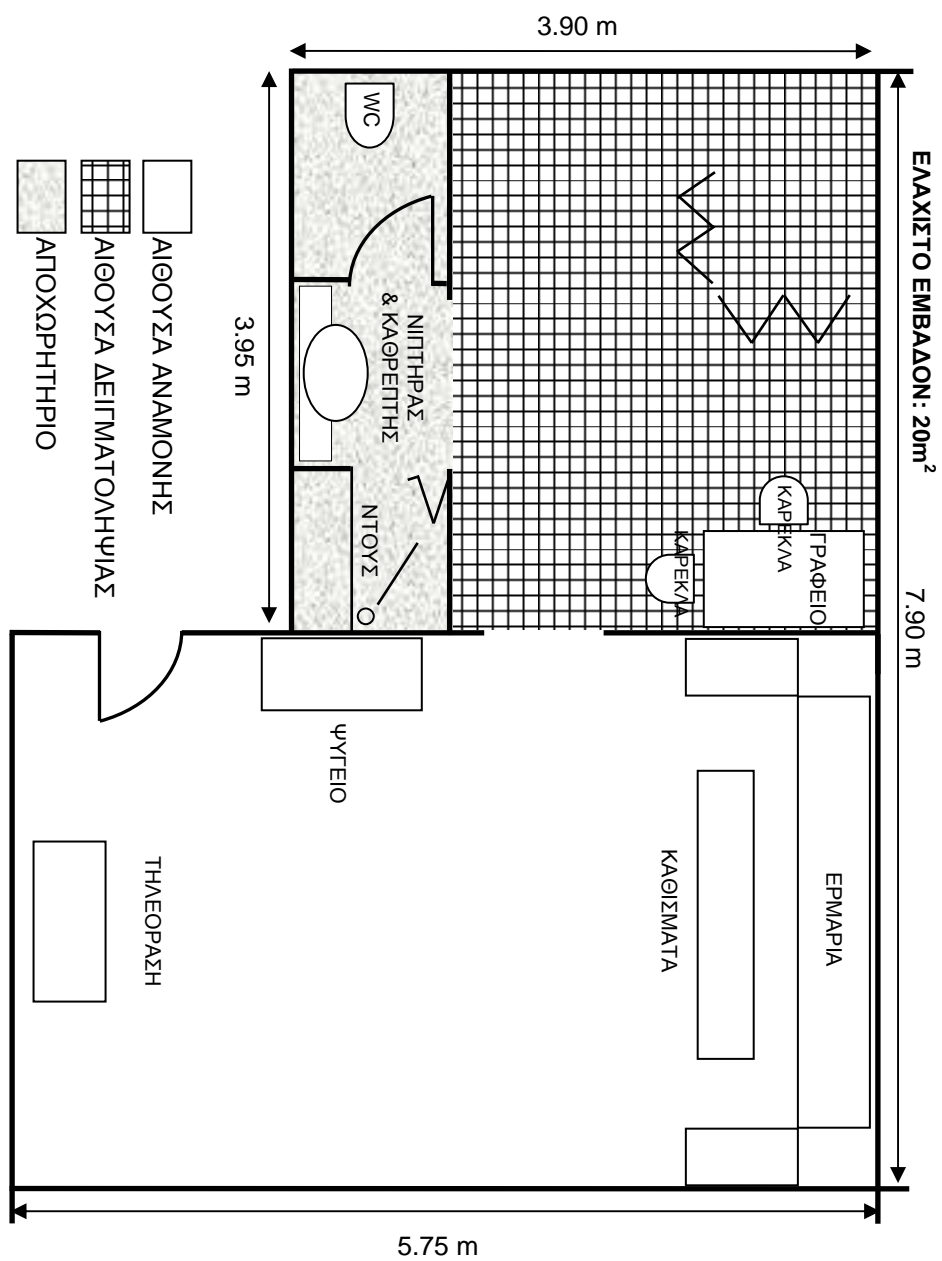 3.90 m
ΕΛΑΧΙΣΤΟ ΕΜΒΑΔΟΝ: 20m²
7.90 m
WC
ΝΙΠΤΗΡΑΣ
& ΚΑΘΡΕΠΤΗΣ
ΝΤΟΥΣ
ΚΑΡΕΚΛΑ
ΓΡΑΦΕΙΟ
ΚΑΡΕΚΛΑ
3.95 m
ΑΙΘΟΥΣΑ ΑΝΑΜΟΝΗΣ
ΑΙΘΟΥΣΑ ΔΕΙΓΜΑΤΟΛΗΨΙΑΣ
ΑΠΟΧΩΡΗΤΗΡΙΟ
ΨΥΓΕΙΟ
ΕΡΜΑΡΙΑ
ΚΑΘΙΣΜΑΤΑ
ΤΗΛΕΟΡΑΣΗ
5.75 m